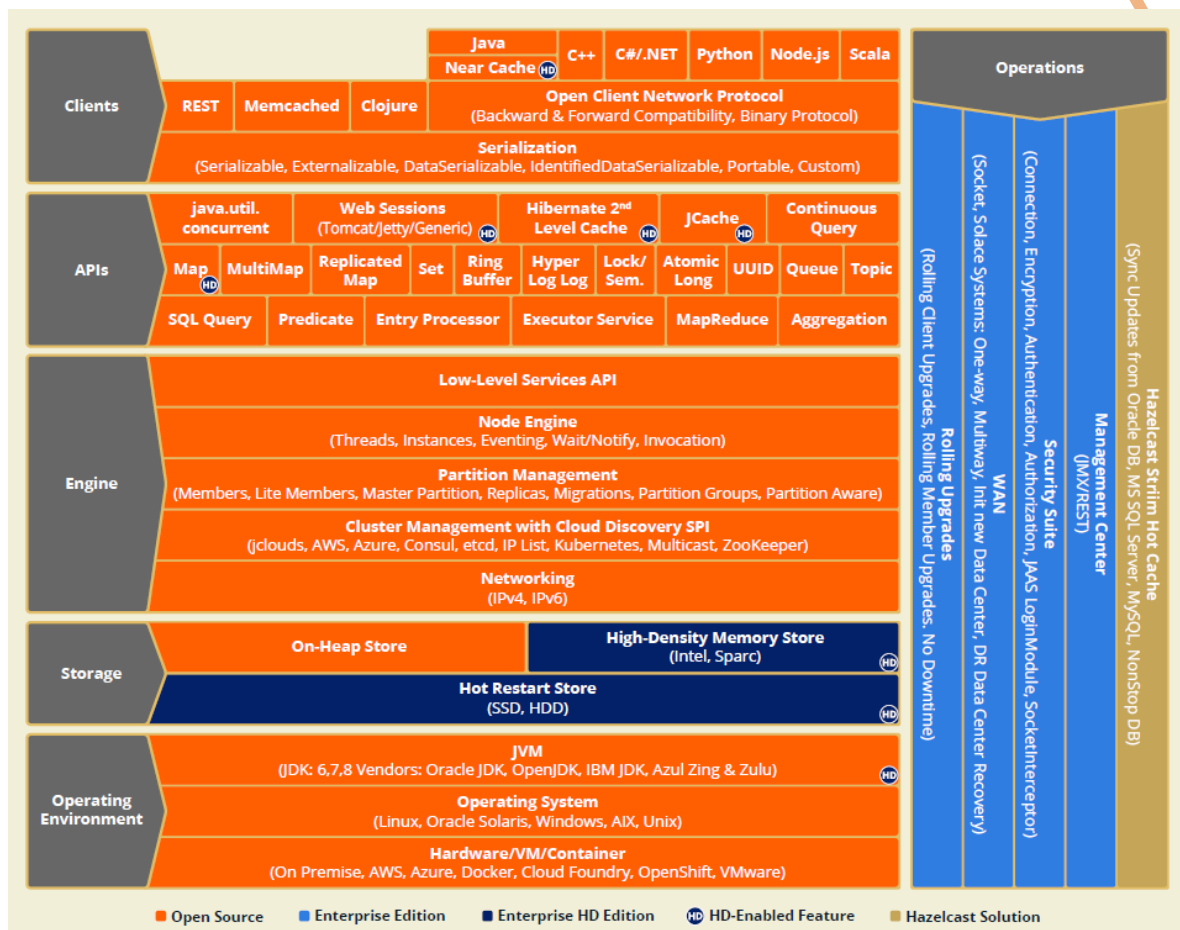 Clients
Java
Near Cache HD
C++
C#/.NET
Python
Node.js
Scala
REST
Memcached
Clojure
Open Client Network Protocol
(Backward & Forward Compatibility, Binary Protocol)
Serialization
(Serializable, Externalizable, DataSerializable, IdentifiedDataSerializable, Portable, Custom)
APIs
java.util.
concurrent
Web Sessions
(Tomcat/Jetty/Generic) HD
Hibernate 2nd
Level Cache HD
JCache
HD
Continuous
Query
Map
HD
MultiMap
Replicated
Map
Set
Ring
Buffer
Hyper
Log Log
Lock/
Sem.
Atomic
Long
UUID
Queue
Topic
SQL Query
Predicate
Entry Processor
Executor Service
MapReduce
Aggregation
Engine
Low-Level Services API
Node Engine
(Threads, Instances, Eventing, Wait/Notify, Invocation)
Partition Management
(Members, Lite Members, Master Partition, Replicas, Migrations, Partition Groups, Partition Aware)
Cluster Management with Cloud Discovery SPI
(jclouds, AWS, Azure, Consul, etcd, IP List, Kubernetes, Multicast, ZooKeeper)
Networking
(IPv4, IPv6)
Storage
On-Heap Store
High-Density Memory Store
(Intel, Sparc)
HD
Hot Restart Store
(SSD, HDD)
HD
Operating
Environment
JVM
(JDK: 6,7,8 Vendors: Oracle JDK, OpenJDK, IBM JDK, Azul Zing & Zulu)
HD
Operating System
(Linux, Oracle Solaris, Windows, AIX, Unix)
Hardware/VM/Container
(On Premise, AWS, Azure, Docker, Cloud Foundry, OpenShift, VMware)
Operations
Rolling Upgrades
(Rolling Client Upgrades, Rolling Member Upgrades. No Downtime)
WAN
(Socket, Solace Systems: One-way, Multiway, Init new Data Center, DR Data Center Recovery)
Security Suite
(Connection, Encryption, Authentication, Authorization, JAAS LoginModule, SocketInterceptor)
Management Center
(JMX/REST)
Hazelcast Striim Hot Cache
(Sync Updates from Oracle DB, MS SQL Server, MySQL, NonStop DB)
Open Source
Enterprise Edition
Enterprise HD Edition
HD HD-Enabled Feature
Hazelcast Solution